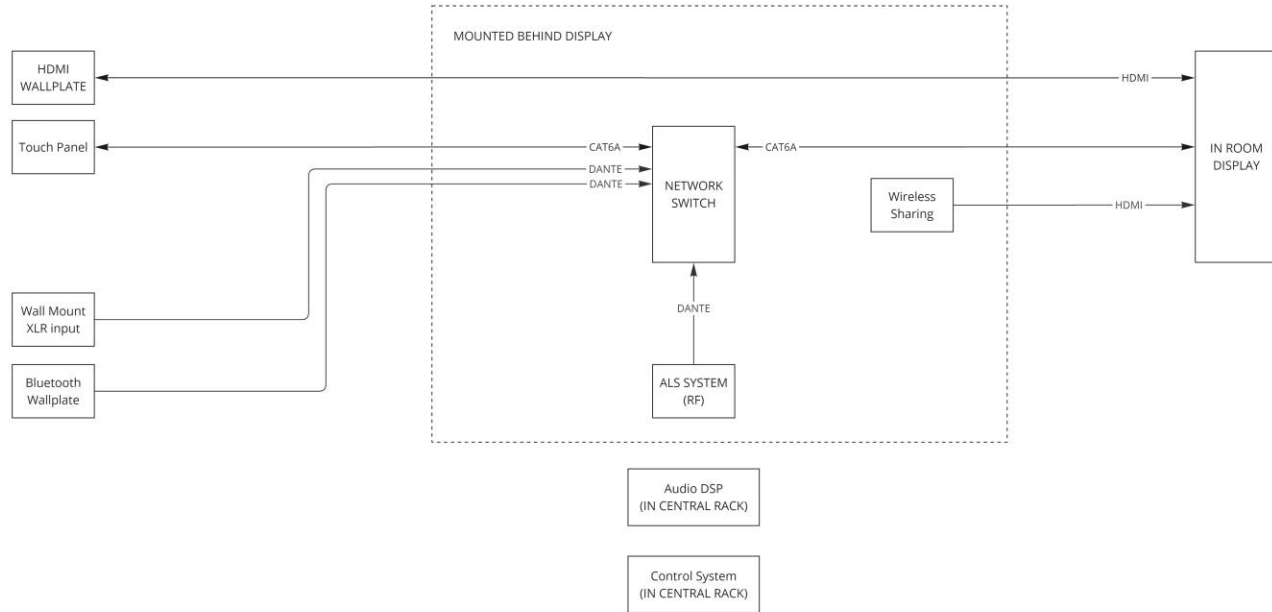 MOUNTED BEHIND DISPLAY
HDMI
WALLPLATE
HDMI
Touch Panel
CAT6A
CAT6A
DANTE
DANTE
NETWORK
SWITCH
IN ROOM
DISPLAY
Wireless
Sharing
HDMI
Wall Mount
XLR input
DANTE
Bluetooth
Wallplate
ALS SYSTEM
(RF)
Audio DSP
(IN CENTRAL RACK)
Control System
(IN CENTRAL RACK)